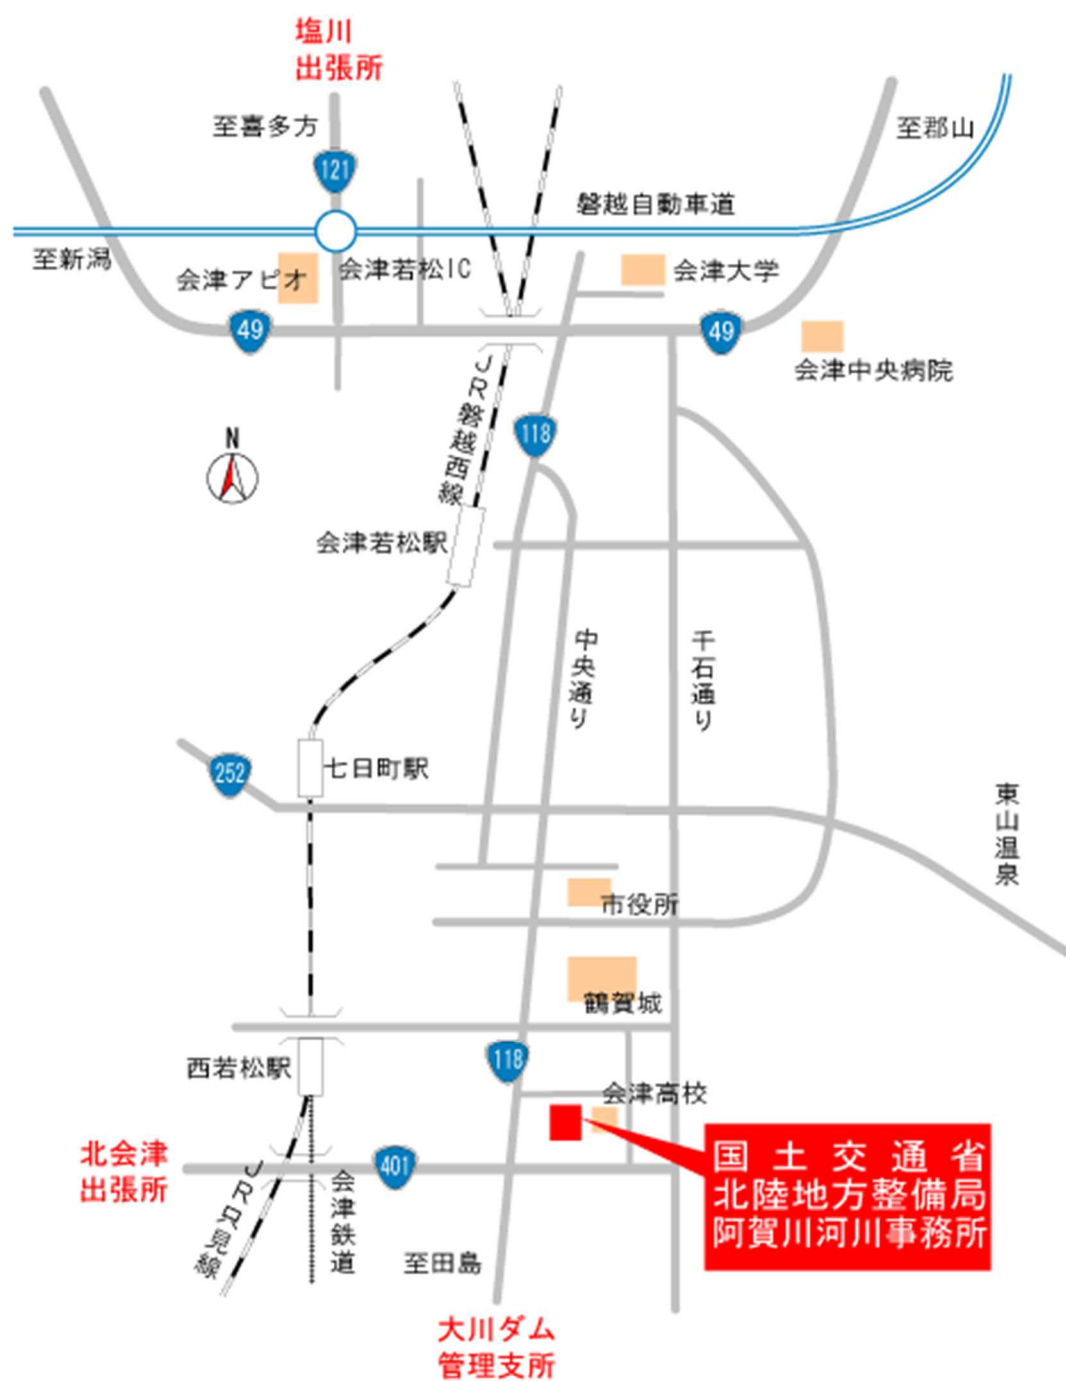 塩川
出張所
至喜多方
121
至郡山
磐越自動車道
至新潟
会津アピオ
会津若松IC
会津大学
49
49
会津中央病院
JR磐越西線
118
N
会津若松駅
中央通り
千石通り
252
七日町駅
東山温泉
市役所
鶴賀城
西若松駅
118
会津高校
北会津
出張所
401
JR只見線
会津鉄道
至田島
国土交通省
北陸地方整備局
阿賀川河川事務所
大川ダム
管理支所